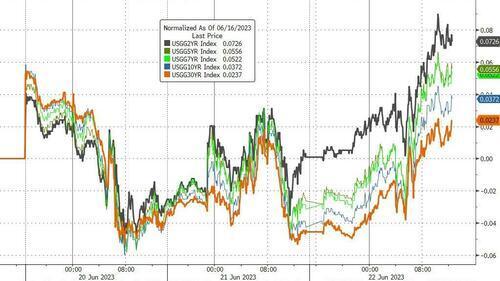 Normalized As Of 06/16/2023
Last Price
USGG2YR Index 0.0726
USGG5YR Index 0.0556
USGG7YR Index 0.0522
USGG10YR Index 0.0372
USGG30YR Index 0.0237
0.08
0.0726
0.06
0.0556
0.04
0.0372
0.02
0.0237
0.00
-0.02
-0.04
-0.06
00:00 08:00 00:00 08:00 00:00 08:00
20 Jun 2023 21 Jun 2023 22 Jun 2023